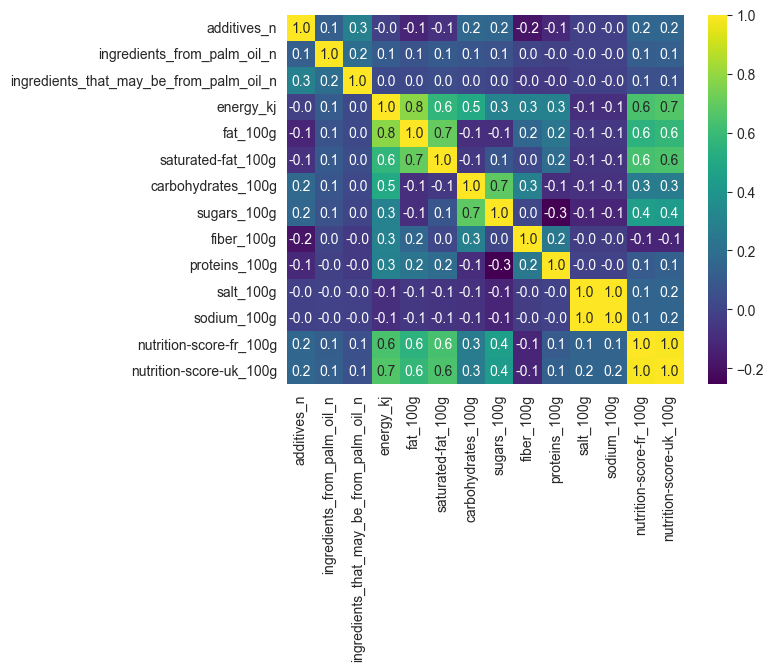 additives_n 1.0 0.1 0.3 -0.0 -0.1 -0.1 0.2 0.2 -0.2 -0.1 -0.0 -0.0 0.2 0.2
ingredients_from_palm_oil_n 0.1 1.0 0.2 0.1 0.1 0.1 0.1 0.1 0.0 -0.0 -0.0 -0.0 0.1 0.1
ingredients_that_may_be_from_palm_oil_n 0.3 0.2 1.0 0.0 0.0 0.0 0.0 0.0 -0.0 -0.0 -0.0 -0.0 0.1 0.1
energy_kj -0.0 0.1 0.0 1.0 0.8 0.6 0.5 0.3 0.3 0.3 -0.1 -0.1 0.6 0.7
fat_100g -0.1 0.1 0.0 0.8 1.0 0.7 -0.1 -0.1 0.2 0.2 -0.1 -0.1 0.6 0.6
saturated-fat_100g -0.1 0.1 0.0 0.6 0.7 1.0 -0.1 0.1 0.0 0.2 -0.1 -0.1 0.6 0.6
carbohydrates_100g 0.2 0.1 0.0 0.5 -0.1 -0.1 1.0 0.7 0.3 -0.1 -0.1 -0.1 0.3 0.3
sugars_100g 0.2 0.1 0.0 0.3 -0.1 0.1 0.7 1.0 0.0 -0.3 -0.1 -0.1 0.4 0.4
fiber_100g -0.2 0.0 -0.0 0.3 0.2 0.0 0.3 0.0 1.0 0.2 -0.0 -0.0 -0.1 -0.1
proteins_100g -0.1 -0.0 -0.0 0.3 0.2 0.2 -0.1 -0.3 0.2 1.0 -0.0 -0.0 0.1 0.1
salt_100g -0.0 -0.0 -0.0 -0.1 -0.1 -0.1 -0.1 -0.1 -0.0 -0.0 1.0 1.0 0.1 0.2
sodium_100g -0.0 -0.0 -0.0 -0.1 -0.1 -0.1 -0.1 -0.1 -0.0 -0.0 1.0 1.0 0.1 0.2
nutrition-score-fr_100g 0.2 0.1 0.1 0.6 0.6 0.6 0.3 0.4 -0.1 0.1 0.1 0.1 1.0 1.0
nutrition-score-uk_100g 0.2 0.1 0.1 0.7 0.6 0.6 0.3 0.4 -0.1 0.1 0.2 0.2 1.0 1.0
additives_n
ingredients_from_palm_oil_n
ingredients_that_may_be_from_palm_oil_n
energy_kj
fat_100g
saturated-fat_100g
carbohydrates_100g
sugars_100g
fiber_100g
proteins_100g
salt_100g
sodium_100g
nutrition-score-fr_100g
nutrition-score-uk_100g
1.0
0.8
0.6
0.4
0.2
0.0
−0.2